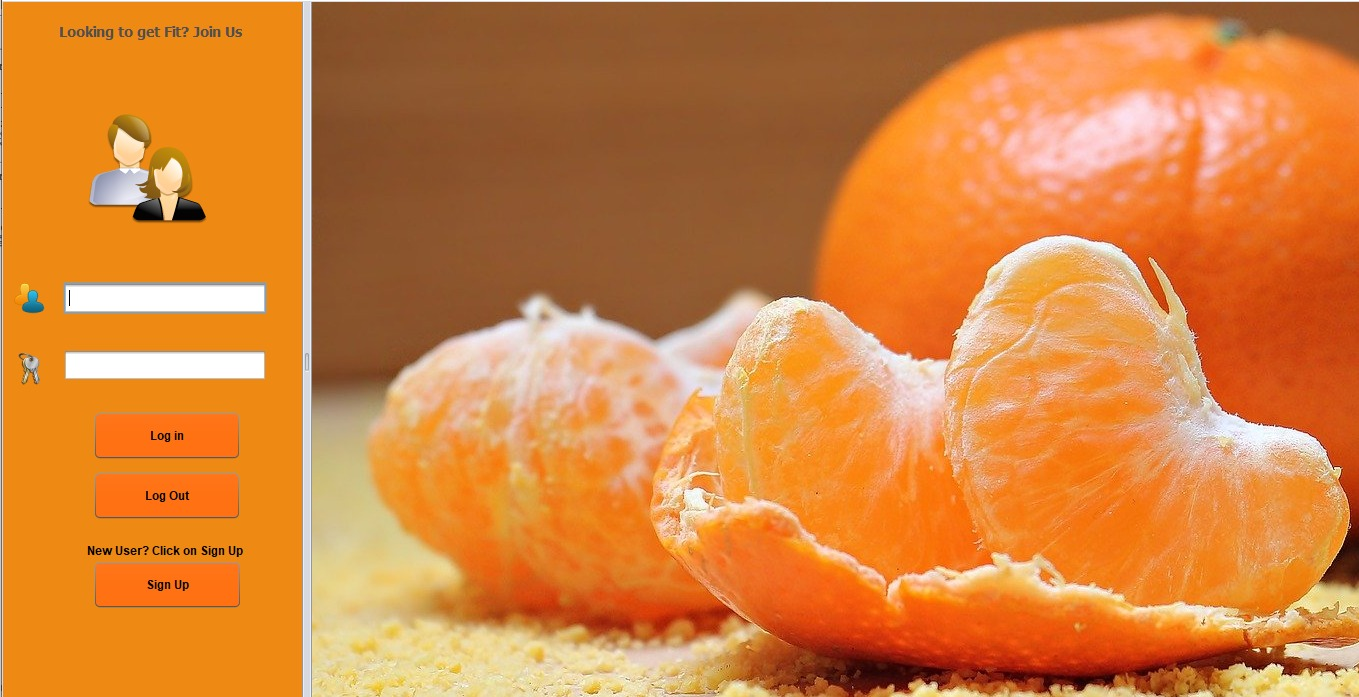 Looking to get Fit? Join Us
Log in
Log Out
New User? Click on Sign Up
Sign Up